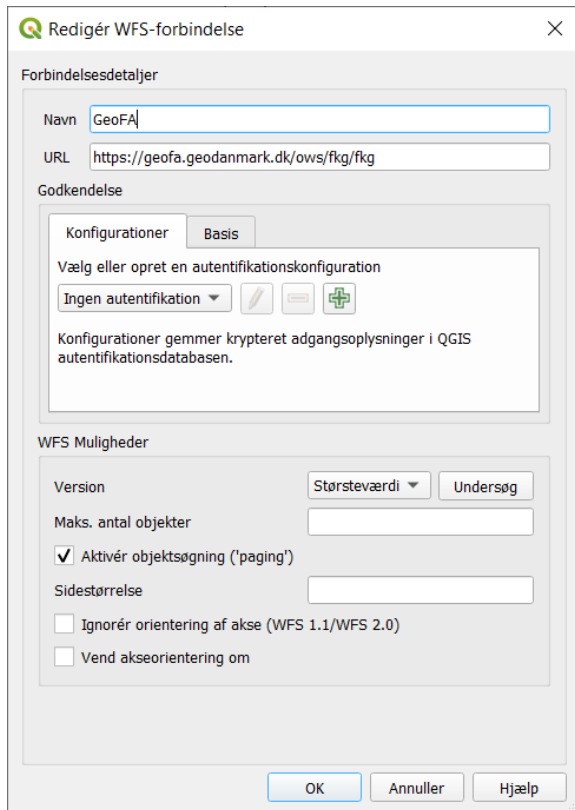 Redigér WFS-forbindelse
Forbindelsesdetaljer
Navn GeoFA
URL https://geofa.geodanmark.dk/ows/fkg/fkg
Godkendelse
Konfigurationer Basis
Vælg eller opret en autentifikationskonfiguration
Ingen autentifikation
Konfigurationer gemmer krypteret adgangsoplysninger i QGIS
autentifikationsdatabasen.
WFS Muligheder
Version Størsteværdi Undersøg
Maks. antal objekter
Aktivér objektsøgning ('paging')
Sidestørrelse
Ignorér orientering af akse (WFS 1.1/WFS 2.0)
Vend akseorientering om
OK Annuller Hjælp